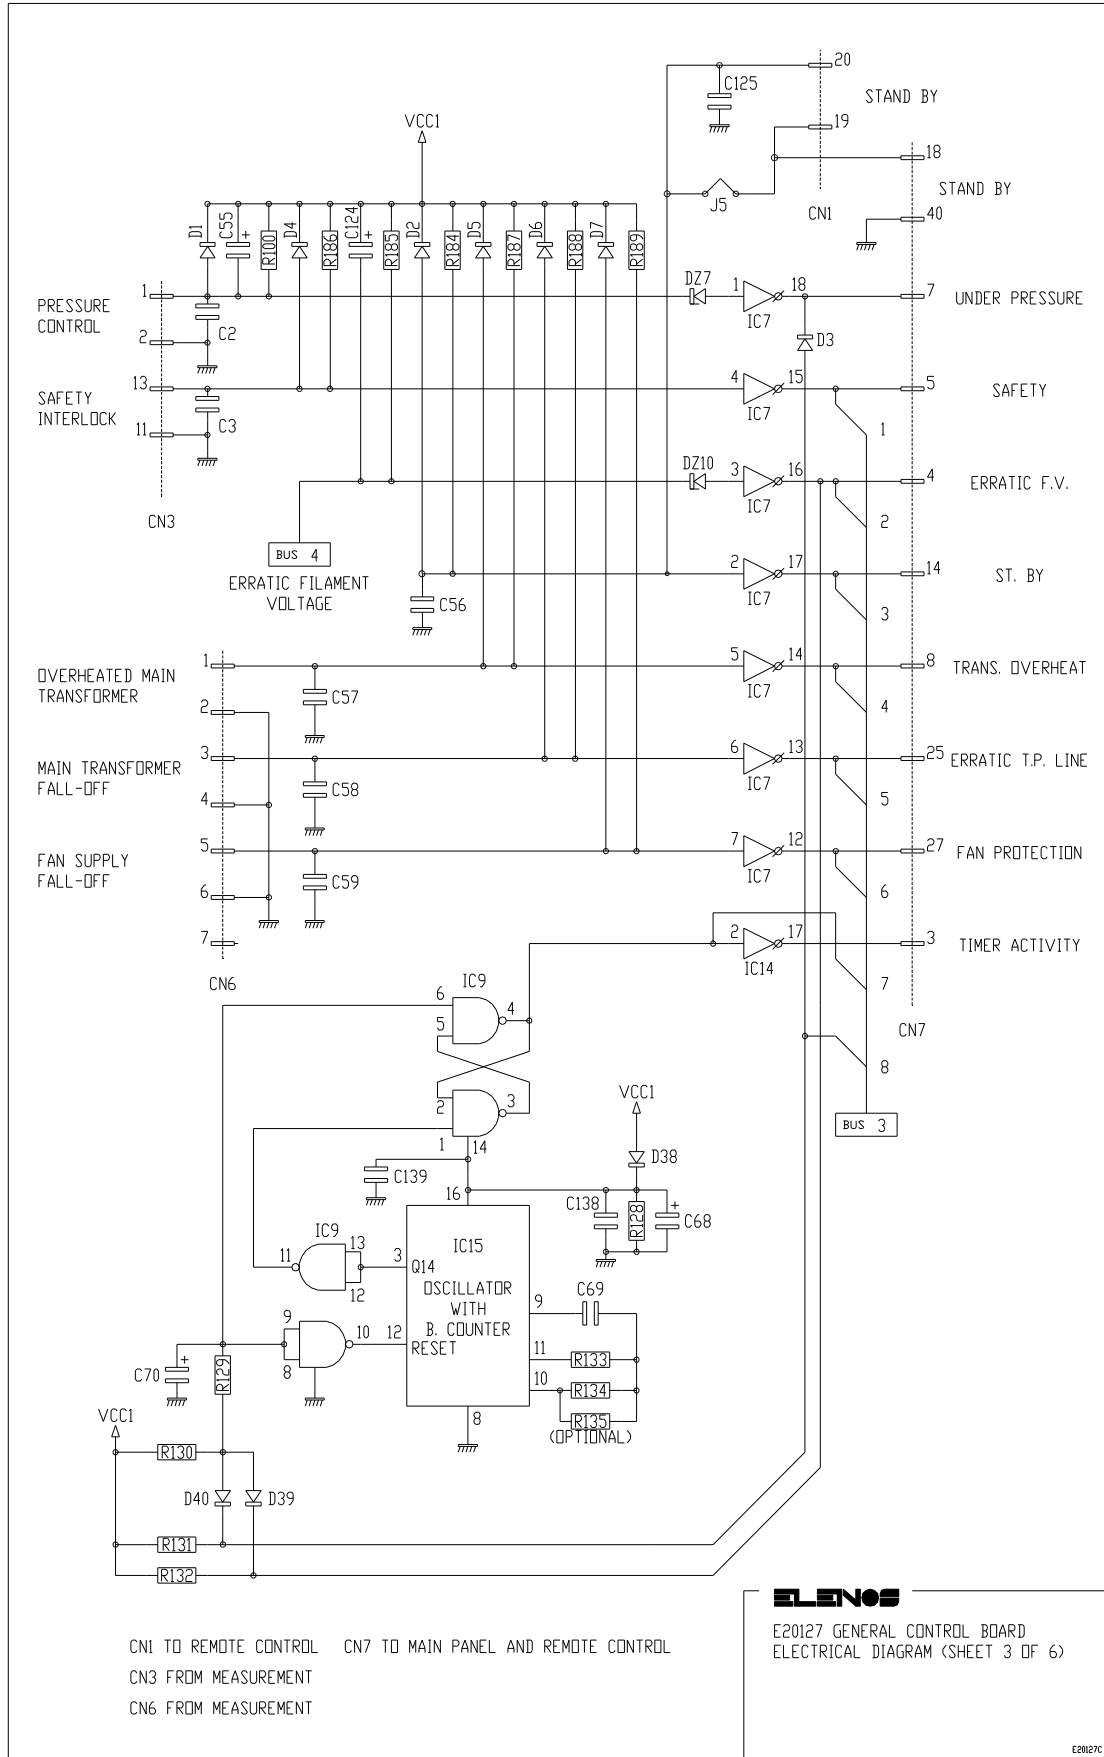 20
C125
STAND BY
VCC1
19
18
STAND BY
J5
CN1
40
D1
C55
R100
D4
R186
C124
R185
D2
R184
D5
R187
D6
R188
D7
R189
PRESSURE
CONTROL
1
C2
2
DZ7
1
18
IC7
7
UNDER PRESSURE
D3
SAFETY
INTERLOCK
13
C3
11
4
15
IC7
5
SAFETY
1
CN3
DZ10
3
16
IC7
4
ERRATIC F.V.
2
BUS 4
ERRATIC FILAMENT
VOLTAGE
C56
2
17
IC7
14
ST. BY
3
OVERHEATED MAIN
TRANSFORMER
1
C57
2
5
14
IC7
8
TRANS. OVERHEAT
4
MAIN TRANSFORMER
FALL-OFF
3
C58
4
6
13
IC7
25
ERRATIC T.P. LINE
5
FAN SUPPLY
FALL-OFF
5
C59
6
7
12
IC7
27
FAN PROTECTION
6
7
CN6
2
17
IC14
3
TIMER ACTIVITY
7
CN7
IC9
6
5
4
2
3
1
14
8
BUS 3
VCC1
D38
C139
16
C138
R128
C68
IC9
11
13
12
3
Q14
IC15
OSCILLATOR
WITH
B. COUNTER
9
C69
9
8
10
12
RESET
11
R133
10
R134
R135
(OPTIONAL)
8
C70
R129
VCC1
R130
D40
D39
R131
R132
CN1 TO REMOTE CONTROL CN7 TO MAIN PANEL AND REMOTE CONTROL
CN3 FROM MEASUREMENT
CN6 FROM MEASUREMENT
ELENOS
E20127 GENERAL CONTROL BOARD
ELECTRICAL DIAGRAM (SHEET 3 OF 6)
E20127C